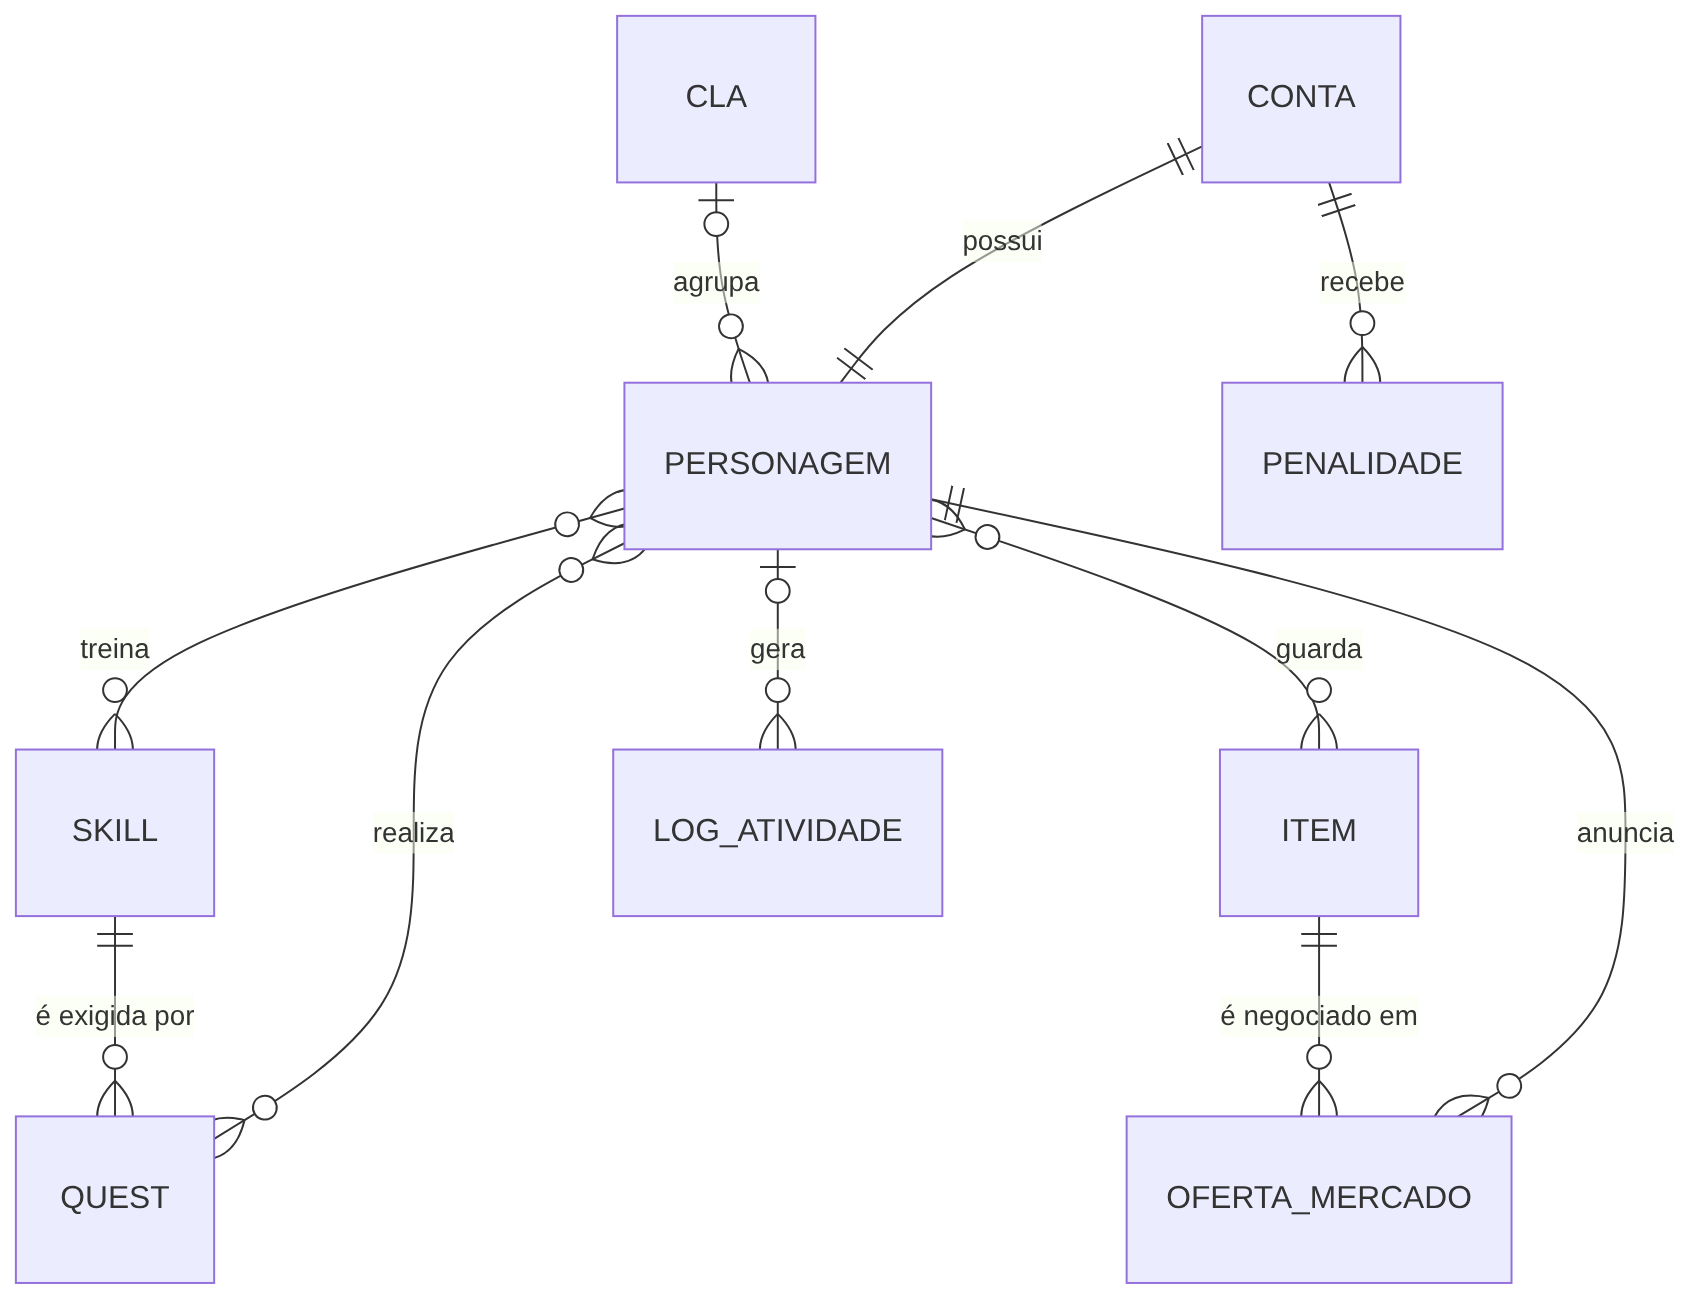 CLA
CONTA
possui
agrupa
recebe
PERSONAGEM
PENALIDADE
treina
gera
guarda
SKILL
realiza
LOG_ATIVIDADE
ITEM
anuncia
é exigida por
é negociado em
QUEST
OFERTA_MERCADO